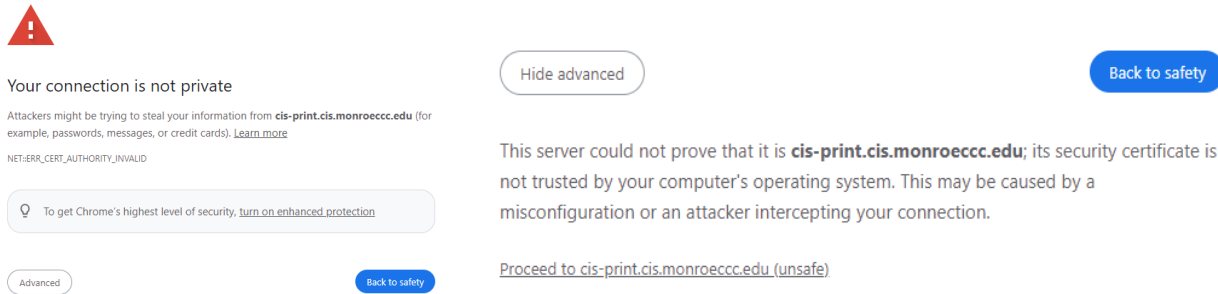 Your connection is not private
Attackers might be trying to steal your information from cis-print.cis.monroeccc.edu (for
example, passwords, messages, or credit cards). Learn more
NET::ERR_CERT_AUTHORITY_INVALID
To get Chrome's highest level of security, turn on enhanced protection
Advanced
Back to safety
Hide advanced
Back to safety
This server could not prove that it is cis-print.cis.monroeccc.edu; its security certificate is
not trusted by your computer's operating system. This may be caused by a
misconfiguration or an attacker intercepting your connection.
Proceed to cis-print.cis.monroeccc.edu (unsafe)